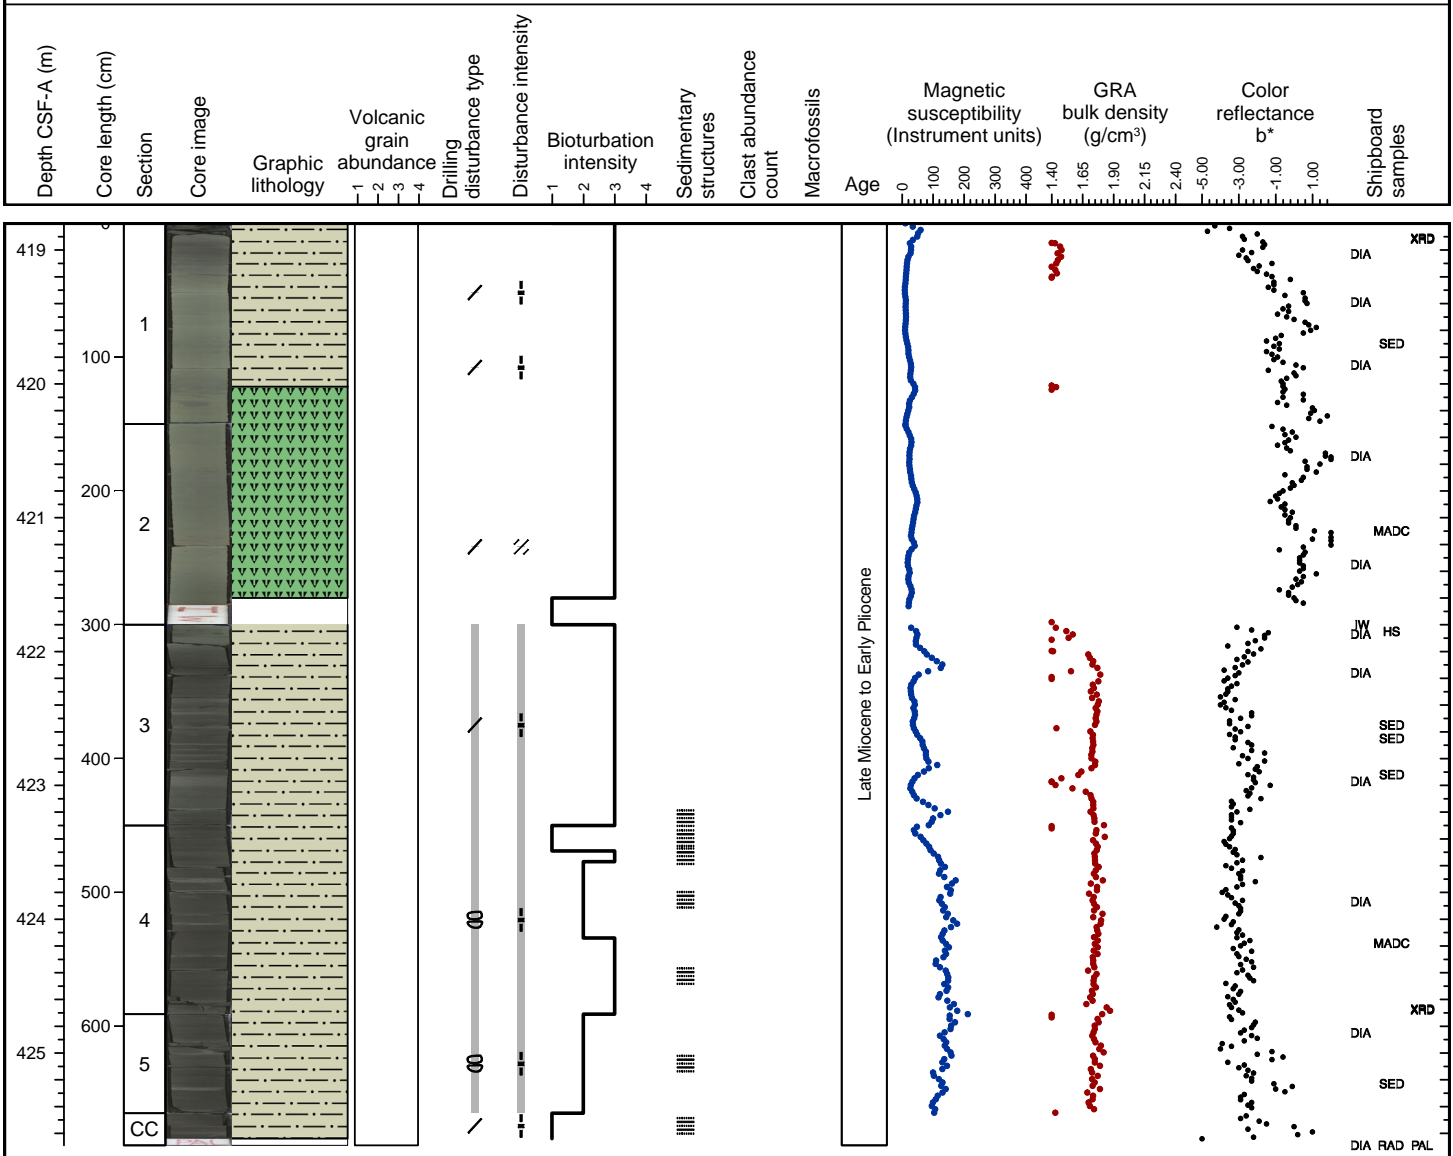 Depth CSF-A (m)
Core length (cm)
Section
Core image
Graphic
lithology
Volcanic
grain
abundance
1 2 3 4
Drilling
disturbance type
Disturbance intensity
Bioturbation
intensity
1 2 3 4
Sedimentary
structures
Clast abundance
count
Macrofossils
Age
Magnetic
susceptibility
(Instrument units)
0 100 200 300 400
GRA
bulk density
(g/cm³)
1.40 1.65 1.90 2.15 2.40
Color
reflectance
b*
-5.00 -3.00 -1.00 1.00
Shipboard
samples
0
XRD
419
DIA
DIA
1
SED
100
DIA
420
DIA
200
421
2
MADC
DIA
300
IW
DIA HS
422
DIA
3
SED
SED
400
423
DIA SED
Late Miocene to Early Pliocene
500
DIA
424
4
MADC
XRD
600
DIA
425
5
SED
CC
DIA RAD PAL